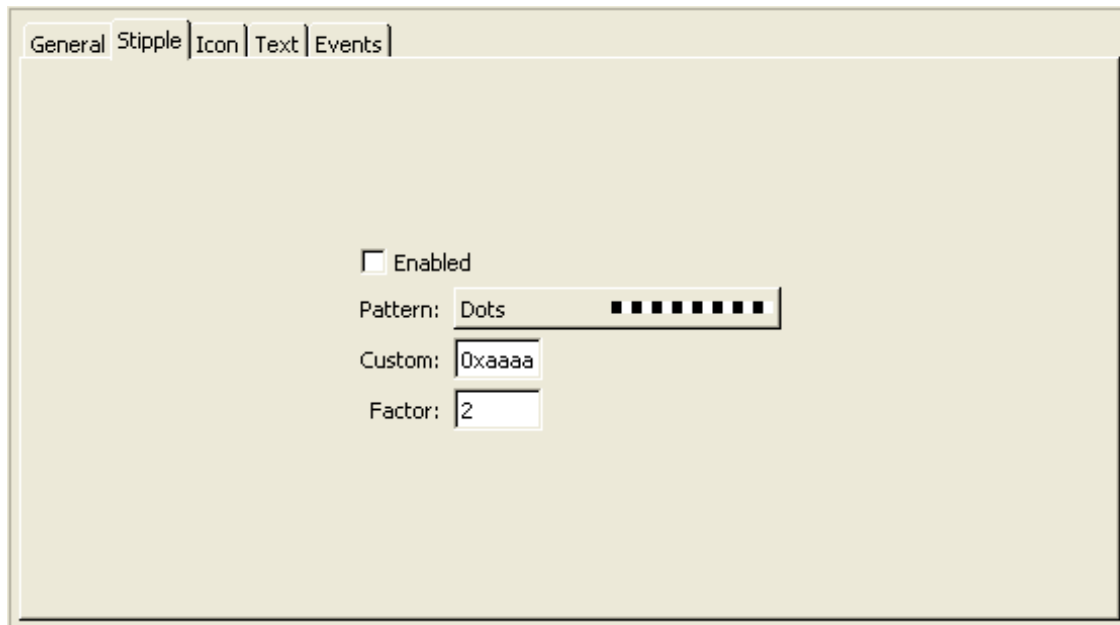 General Stipple Icon Text Events
Enabled
Pattern: Dots
Custom: 0xaaaa
Factor: 2